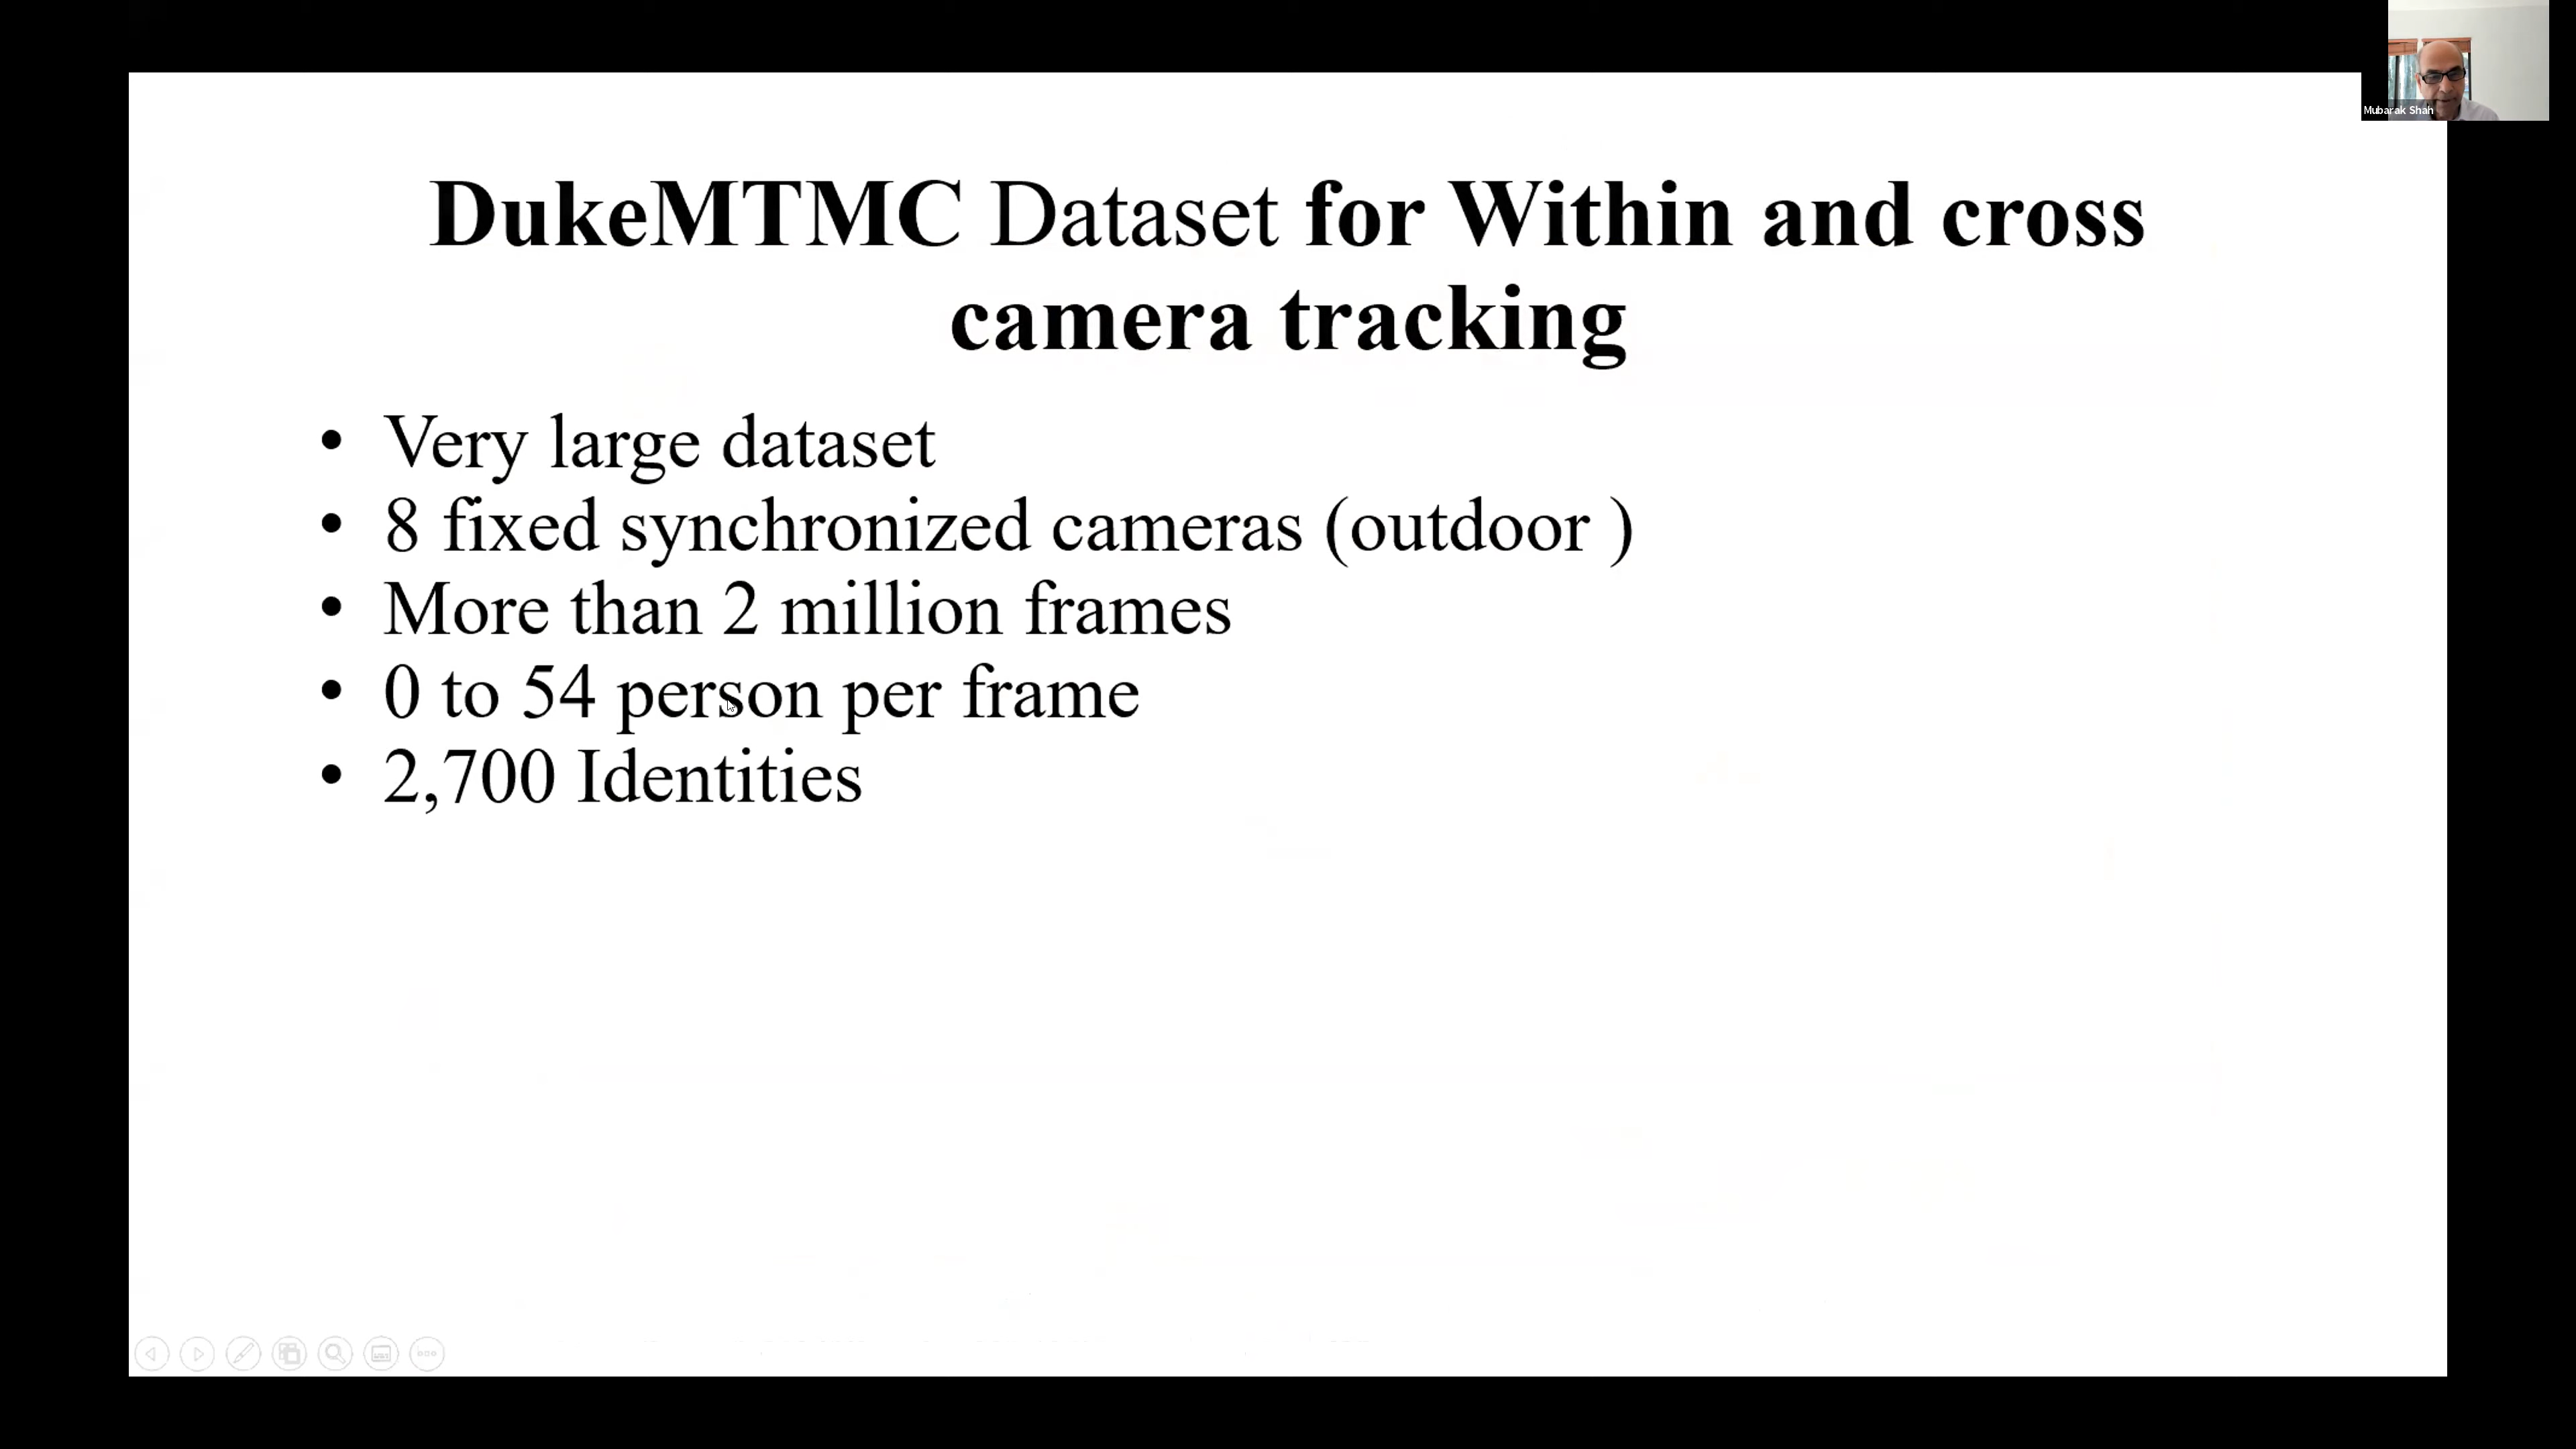 Mubarak Shah
DukeMTMC Dataset for Within and cross
camera tracking
• Very large dataset
• 8 fixed synchronized cameras (outdoor )
• More than 2 million frames
• 0 to 54 person per frame
• 2,700 Identities